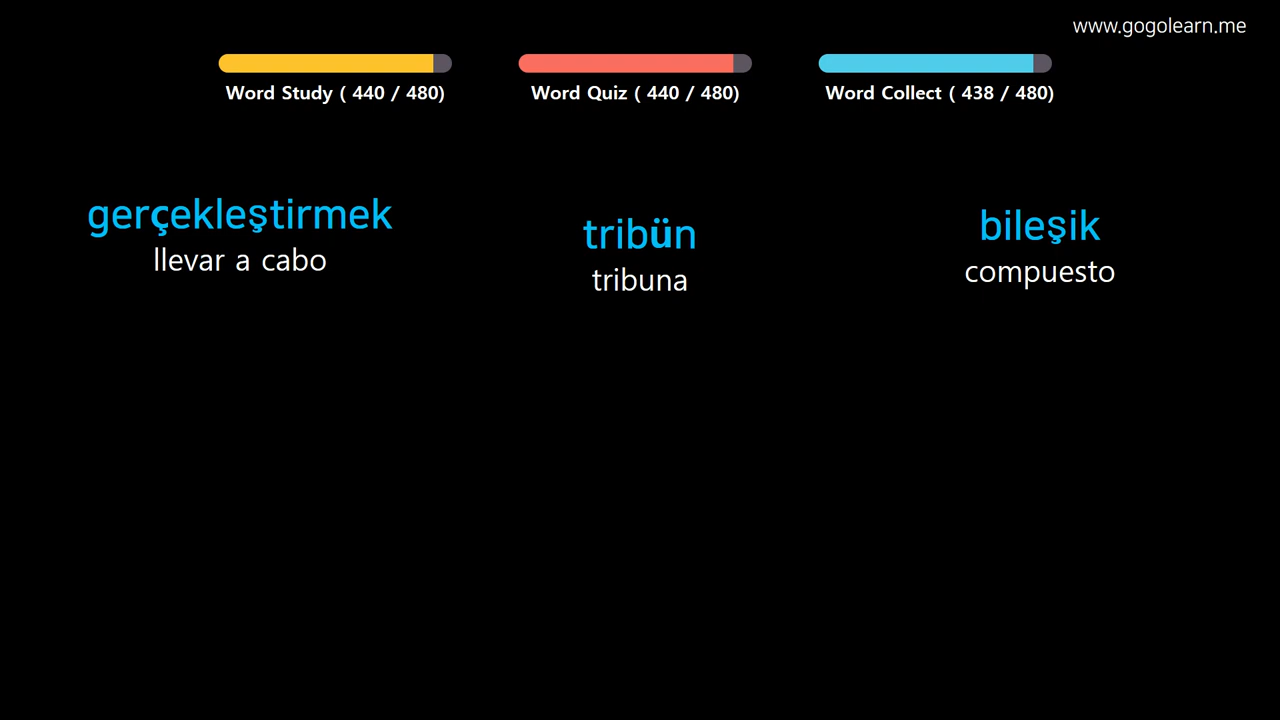 www.gogolearn.me
Word Study ( 440 / 480)
Word Quiz ( 440 / 480)
Word Collect ( 438 / 480)
gerçekleştirmek
llevar a cabo
tribün
tribuna
bileşik
compuesto